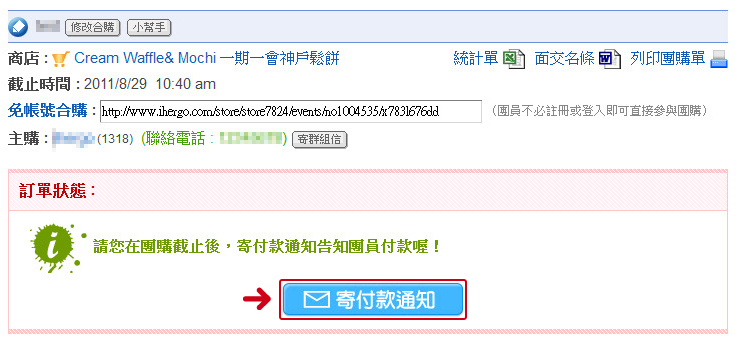 修改合購 小幫手
商店： Cream Waffle& Mochi 一期一會神戶鬆餅 統計單 面交名條 列印團購單
截止時間：2011/8/29 10:40 am
免帳號合購：http://www.ihergo.com/store/store7824/events/no1004535/x7831676dd （團員不必註冊或登入即可直接參與團購）
主購： (1318) (聯絡電話： ) 寄群組信
訂單狀態：
請您在團購截止後，寄付款通知告知團員付款喔！
寄付款通知